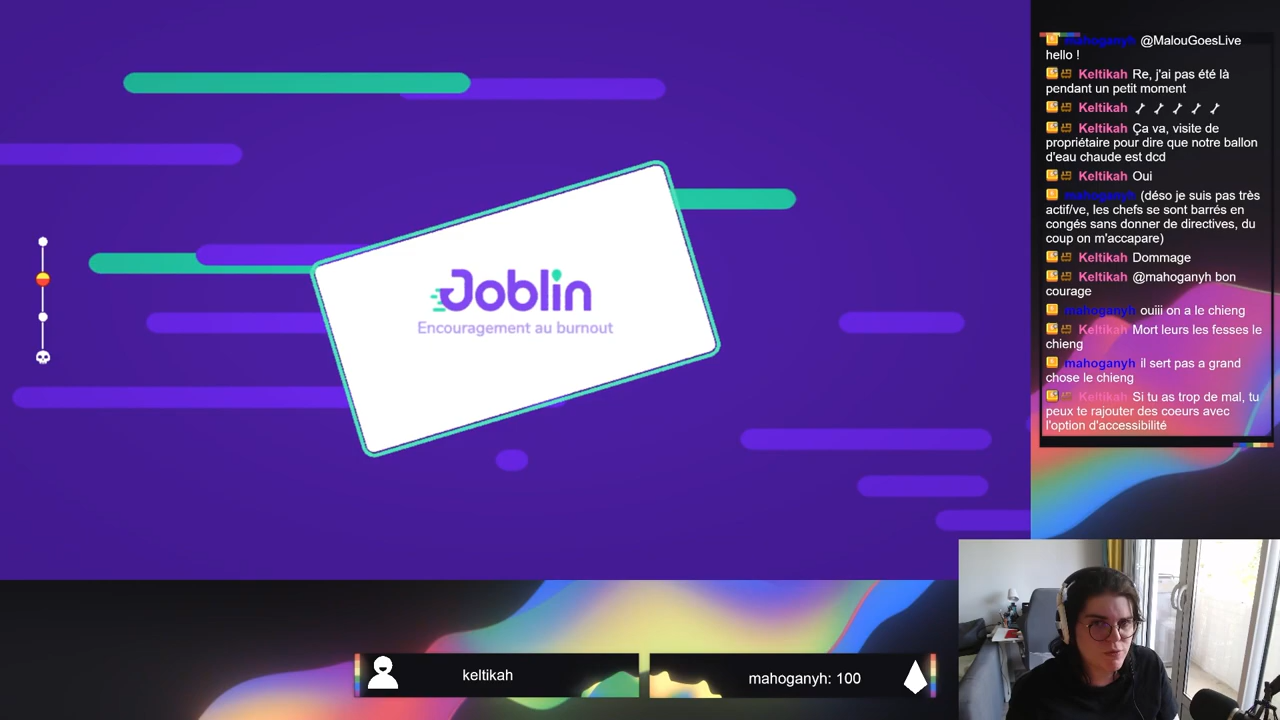 Joblin
Encouragement au burnout
mahoganyh @MalouGoesLive
hello !
Keltikah Re, j'ai pas été là
pendant un petit moment
Keltikah
Keltikah Ça va, visite de
propriétaire pour dire que notre ballon
d'eau chaude est dcd
Keltikah Oui
mahoganyh (déso je suis pas très
actif/ve, les chefs se sont barrés en
congés sans donner de directives, du
coup on m'accapare)
Keltikah Dommage
Keltikah @mahoganyh bon
courage
mahoganyh ouiii on a le chieng
Keltikah Mort leurs les fesses le
chieng
mahoganyh il sert pas a grand
chose le chieng
Keltikah Si tu as trop de mal, tu
peux te rajouter des coeurs avec
l'option d'accessibilité
keltikah
mahoganyh: 100